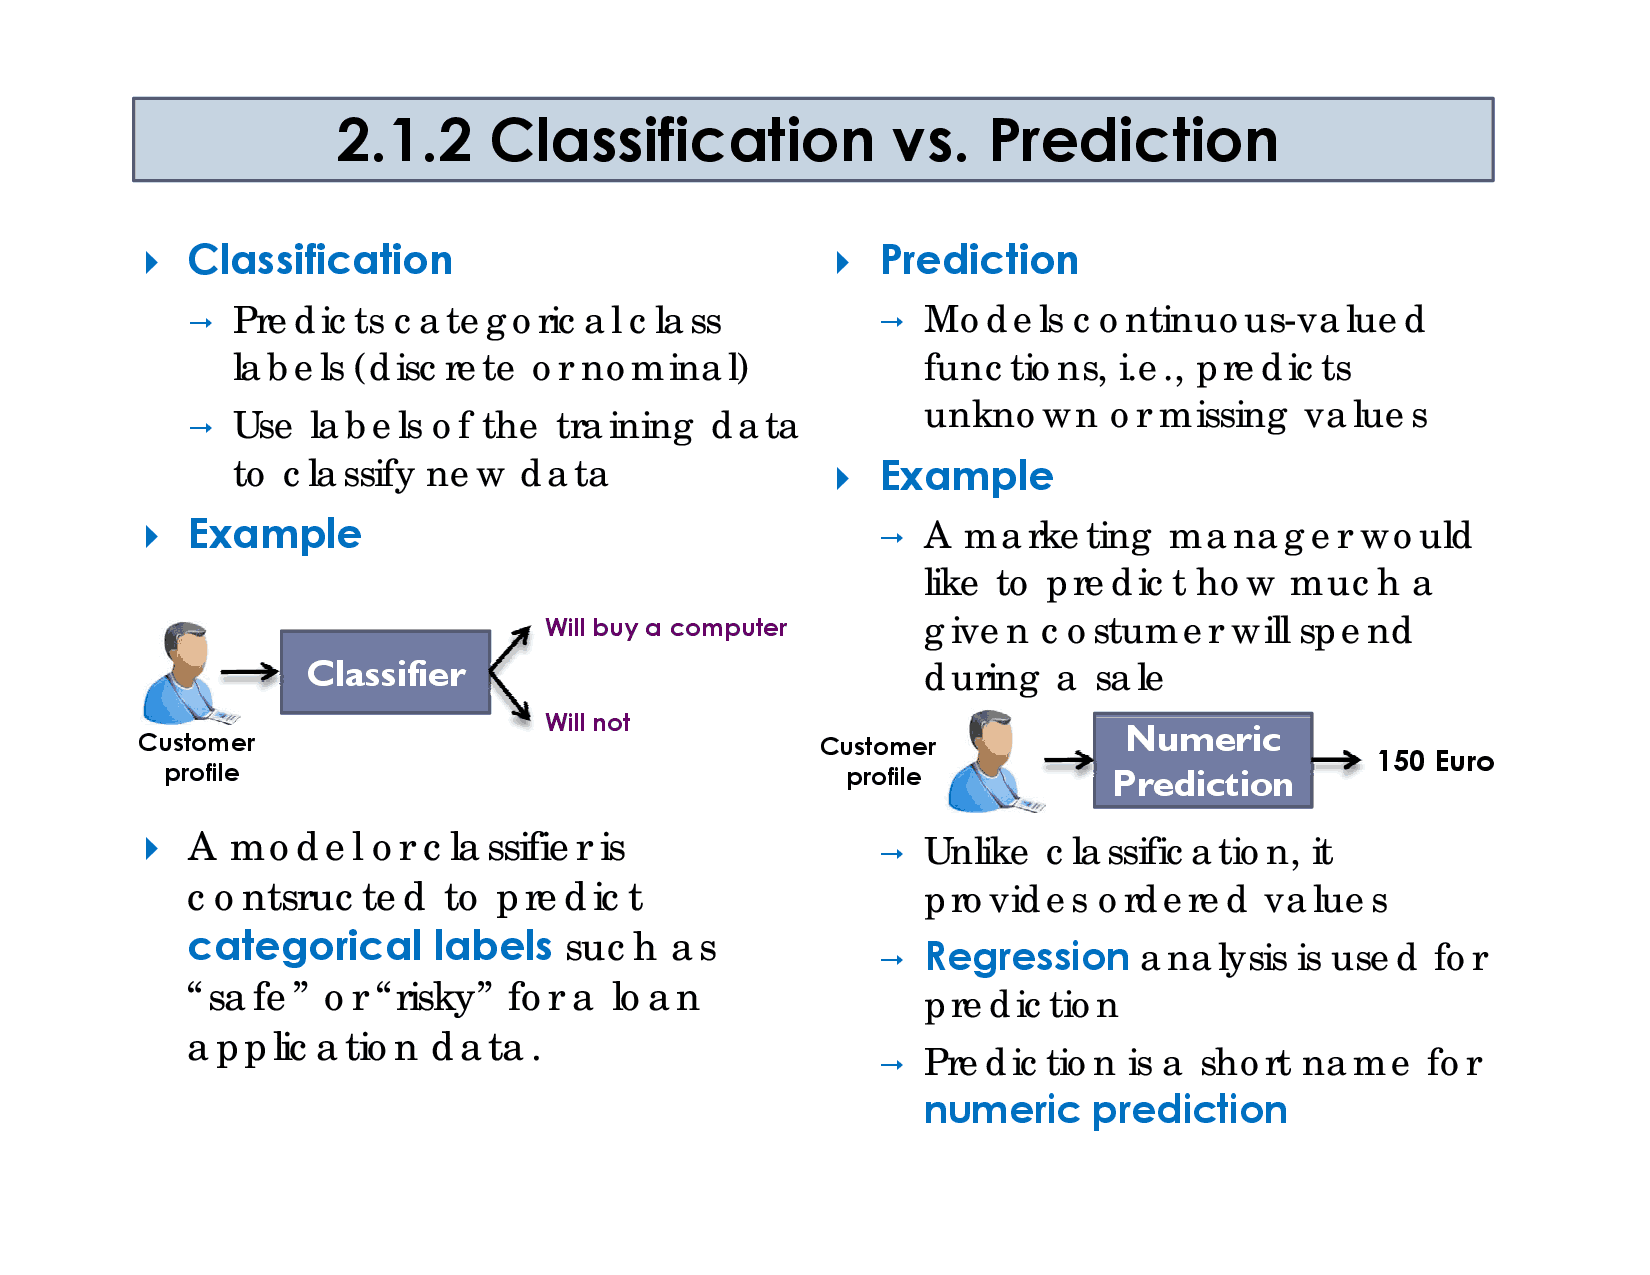 2.1.2 Classification vs. Prediction
Classification
Predicts categorical class
labels (discrete or nominal)
Use labels of the training data
to classify new data
Example
Customer
profile
Classifier
Will buy a computer
Will not
A model or classifier is
contsructed to predict
categorical labels such as
“safe” or “risky” for a loan
application data.
Prediction
Models continuous-valued
functions, i.e., predicts
unknown or missing values
Example
A marketing manager would
like to predict how much a
given costumer will spend
during a sale
Customer
profile
Numeric
Prediction
150 Euro
Unlike classification, it
provides ordered values
Regression analysis is used for
prediction
Prediction is a short name for
numeric prediction